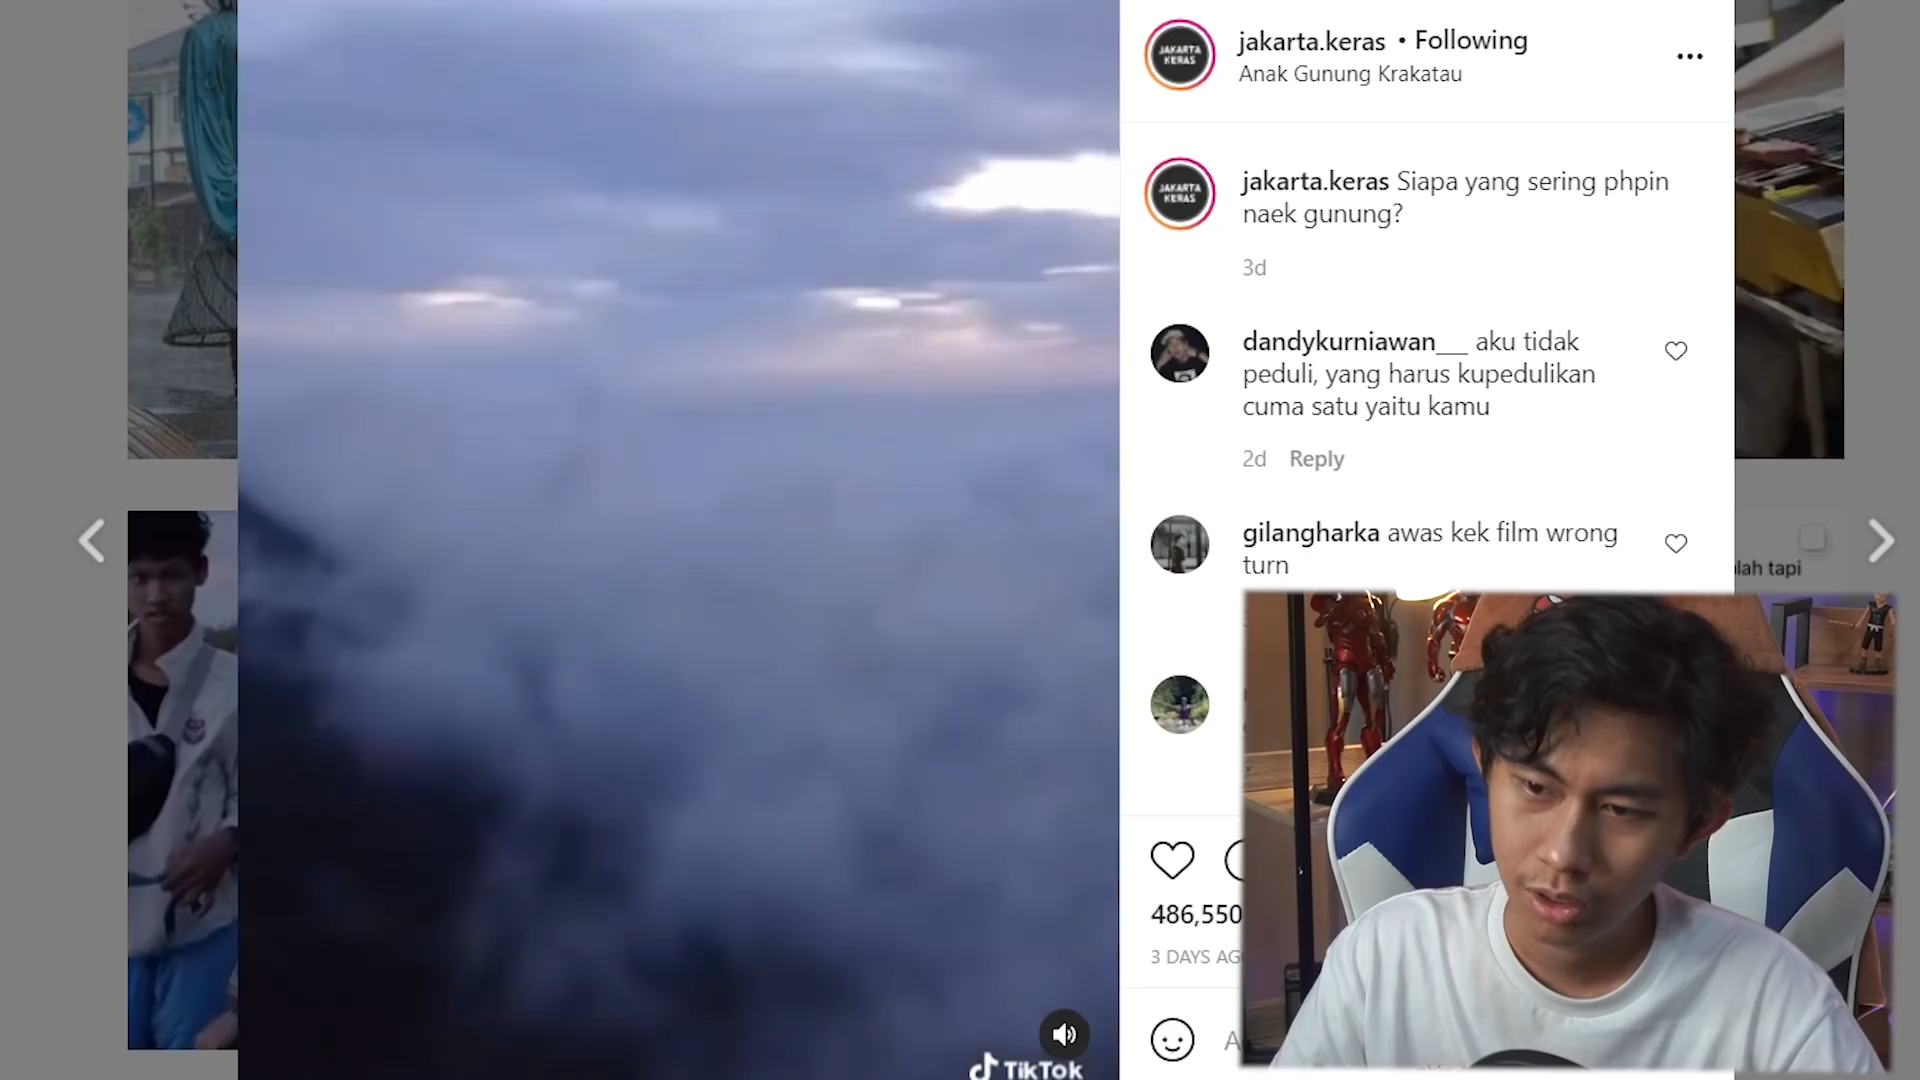 JAKARTA
KERAS
jakarta.keras • Following
Anak Gunung Krakatau
JAKARTA
KERAS
jakarta.keras Siapa yang sering phpin
naek gunung?
3d
dandykurniawan__ aku tidak
peduli, yang harus kupedulikan
cuma satu yaitu kamu
2d Reply
gilangharka awas kek film wrong
turn
lah tapi
486,550
3 DAYS AG
A
TikTok